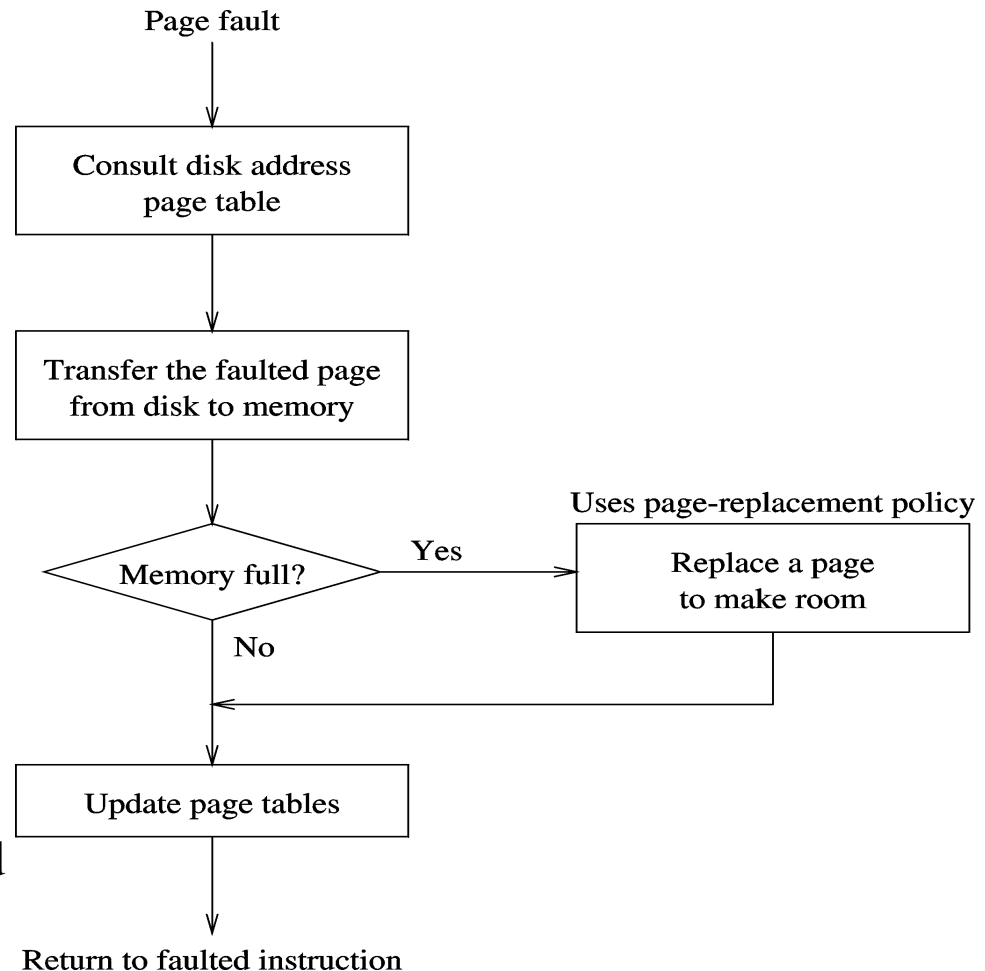 Page fault
Consult disk address
page table
Transfer the faulted page
from disk to memory
Uses page-replacement policy
Memory full?
Yes
Replace a page
to make room
No
Update page tables
Return to faulted instruction